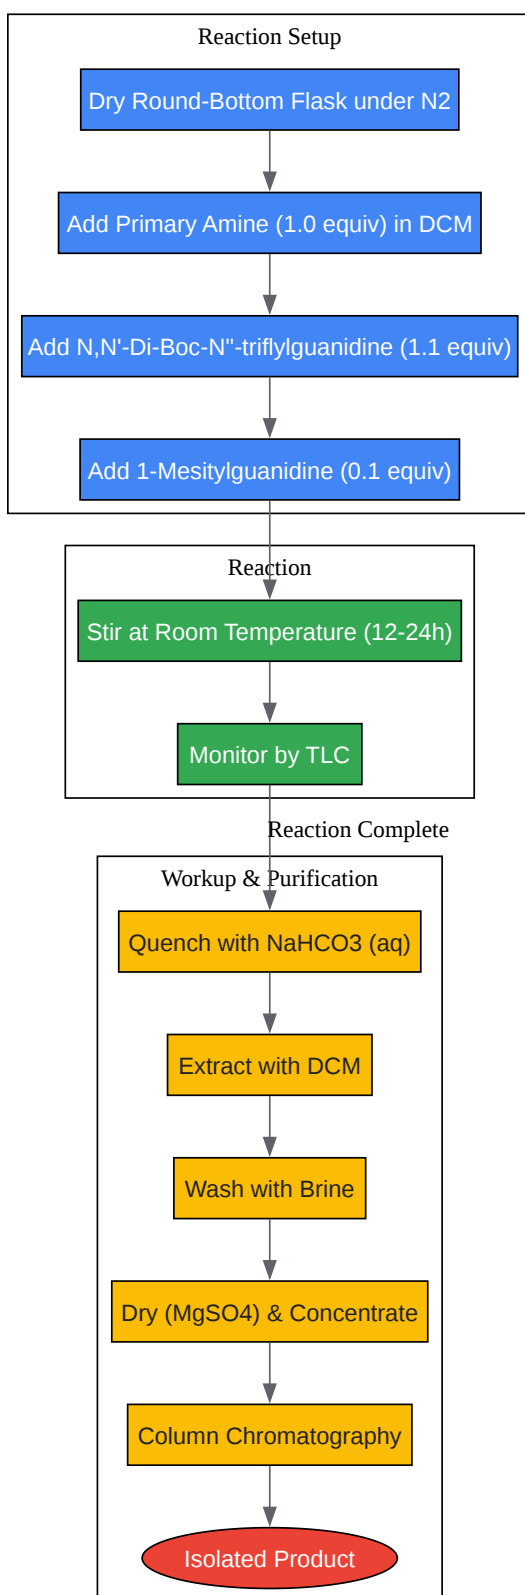 Reaction Setup
Dry Round-Bottom Flask under N2
Add Primary Amine (1.0 equiv) in DCM
Add N,N'-Di-Boc-N"-triflylguanidine (1.1 equiv)
Add 1-Mesitylguanidine (0.1 equiv)
Reaction
Stir at Room Temperature (12-24h)
Monitor by TLC
Reaction Complete
Workup & Purification
Quench with NaHCO3 (aq)
Extract with DCM
Wash with Brine
Dry (MgSO4) & Concentrate
Column Chromatography
Isolated Product